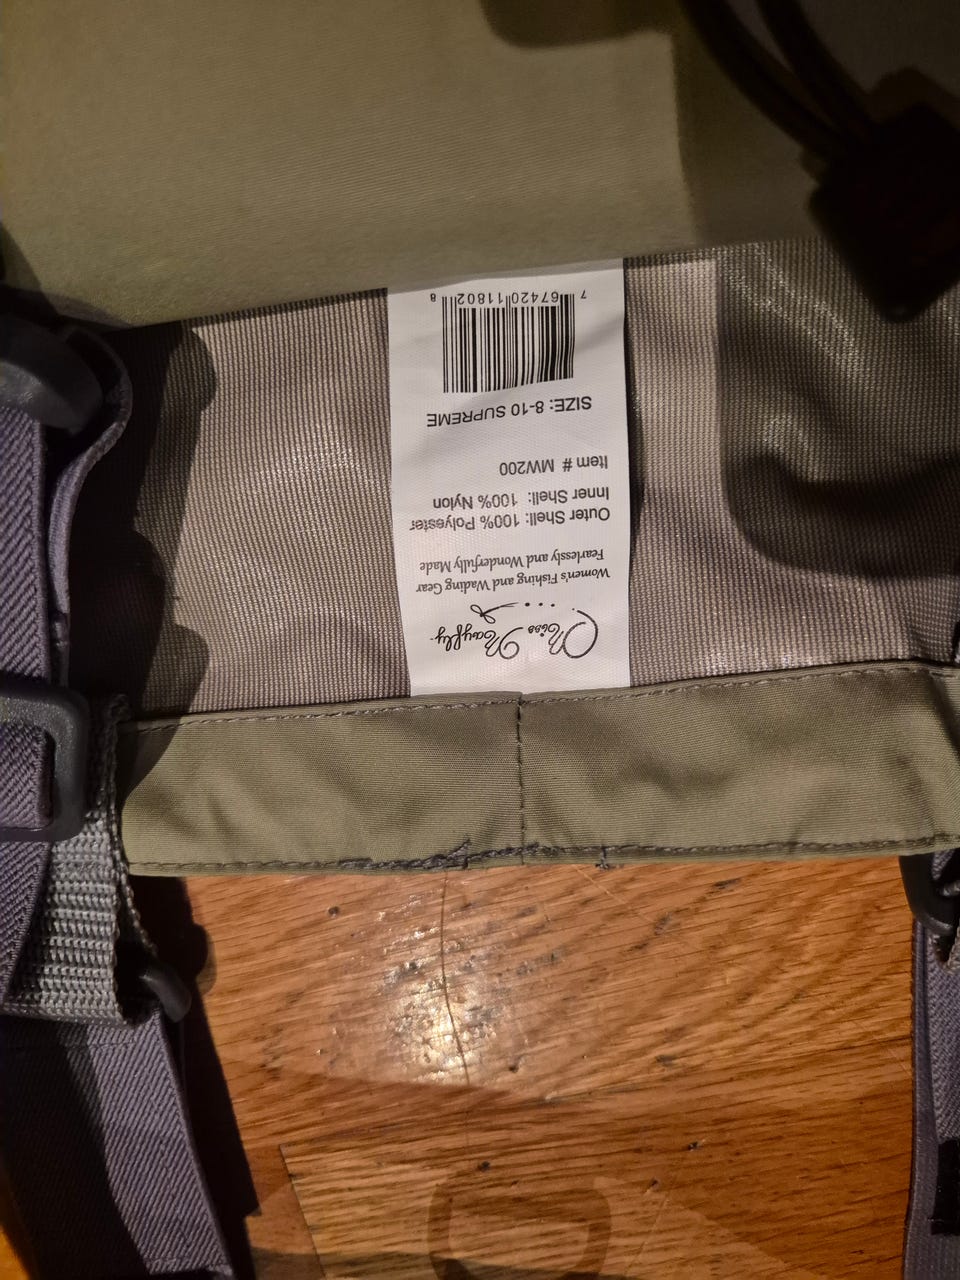 Miss Mayfly
Women's Fishing and Wading Gear
Fearlessly and Wonderfully Made
Outer Shell: 100% Polyester
Inner Shell: 100% Nylon
Item # MW200
SIZE: 8-10 SUPREME
7 67420 11802 8